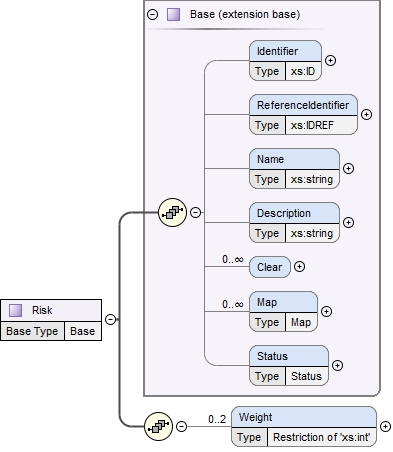 Base (extension base)
Identifier
Type xs:ID
ReferenceIdentifier
Type xs:IDREF
Name
Type xs:string
Description
Type xs:string
0..∞ Clear
0..∞ Map
Type Map
Status
Type Status
Risk
Base Type Base
0..2 Weight
Type Restriction of 'xs:int'